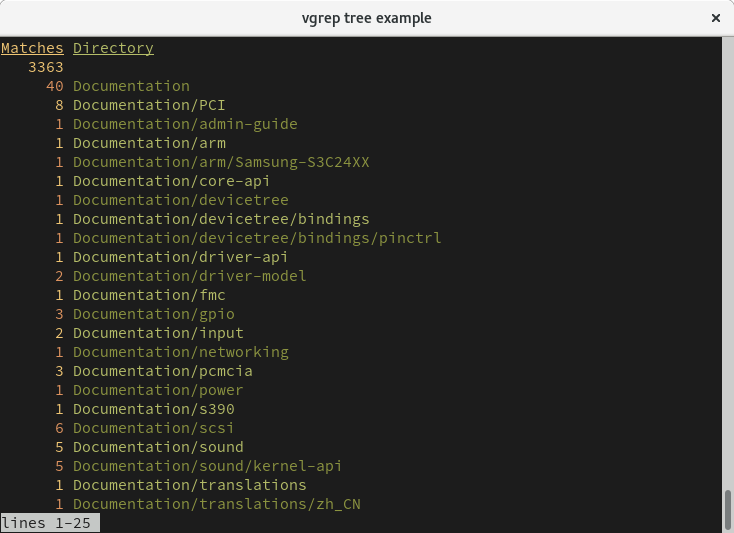 vgrep tree example
×
Matches Directory
3363
40 Documentation
8 Documentation/PCI
1 Documentation/admin-guide
1 Documentation/arm
1 Documentation/arm/Samsung-S3C24XX
1 Documentation/core-api
1 Documentation/devicetree
1 Documentation/devicetree/bindings
1 Documentation/devicetree/bindings/pinctrl
1 Documentation/driver-api
2 Documentation/driver-model
1 Documentation/fmc
3 Documentation/gpio
2 Documentation/input
1 Documentation/networking
3 Documentation/pcmcia
1 Documentation/power
1 Documentation/s390
6 Documentation/scsi
5 Documentation/sound
5 Documentation/sound/kernel-api
1 Documentation/translations
1 Documentation/translations/zh_CN
lines 1-25